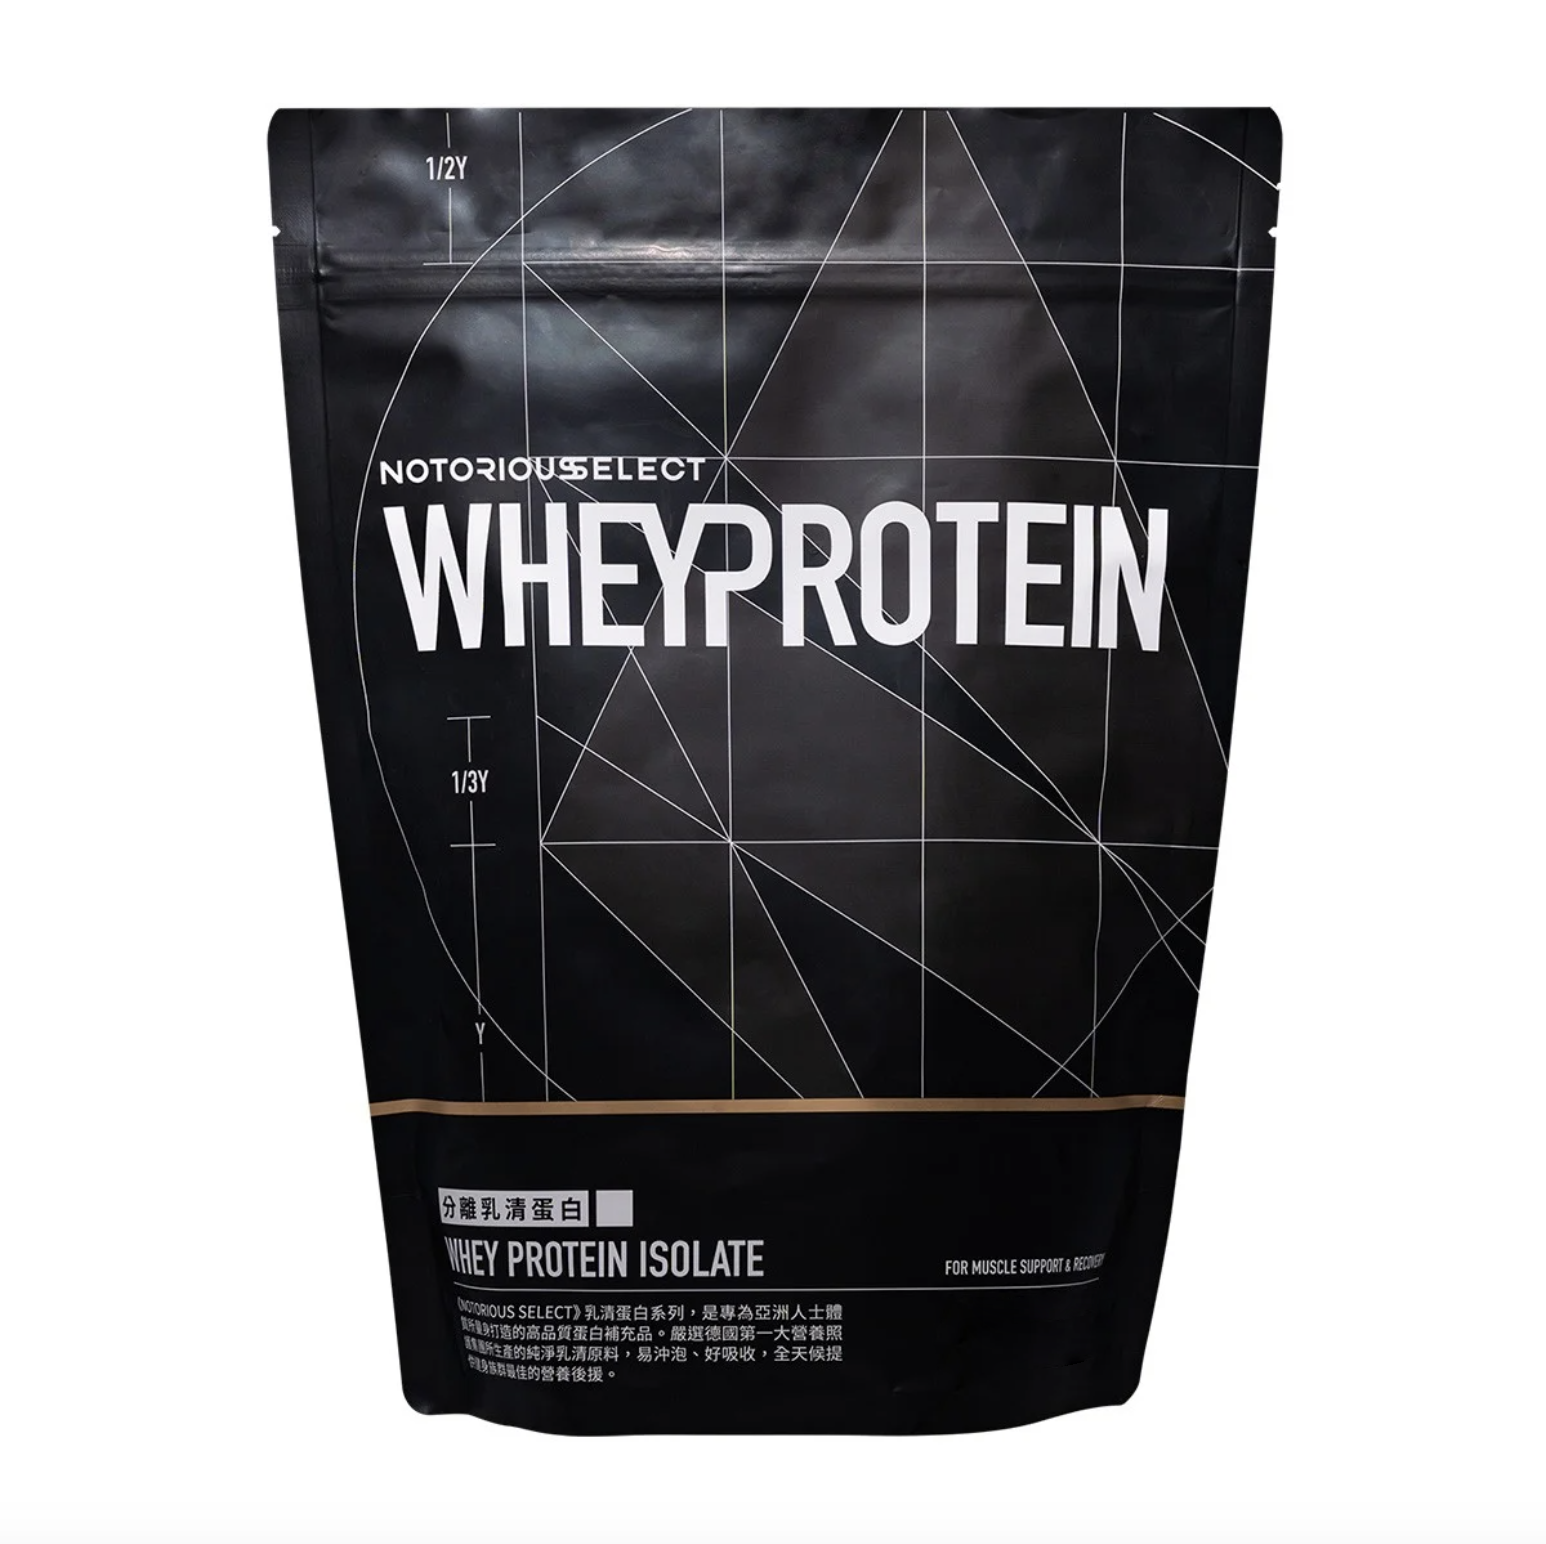 1/2Y
NOTORIOUSSELECT
WHEYPROTEIN
1/3Y
Y
分離乳清蛋白
WHEY PROTEIN ISOLATE
FOR MUSCLE SUPPORT & RECOVERY
《NOTORIOUS SELECT》乳清蛋白系列，是專為亞洲人士體
質所量身打造的高品質蛋白補充品。嚴選德國第一大營養照
護集團所生產的純淨乳清原料，易沖泡、好吸收，全天候提
供健身族群最佳的營養後援。